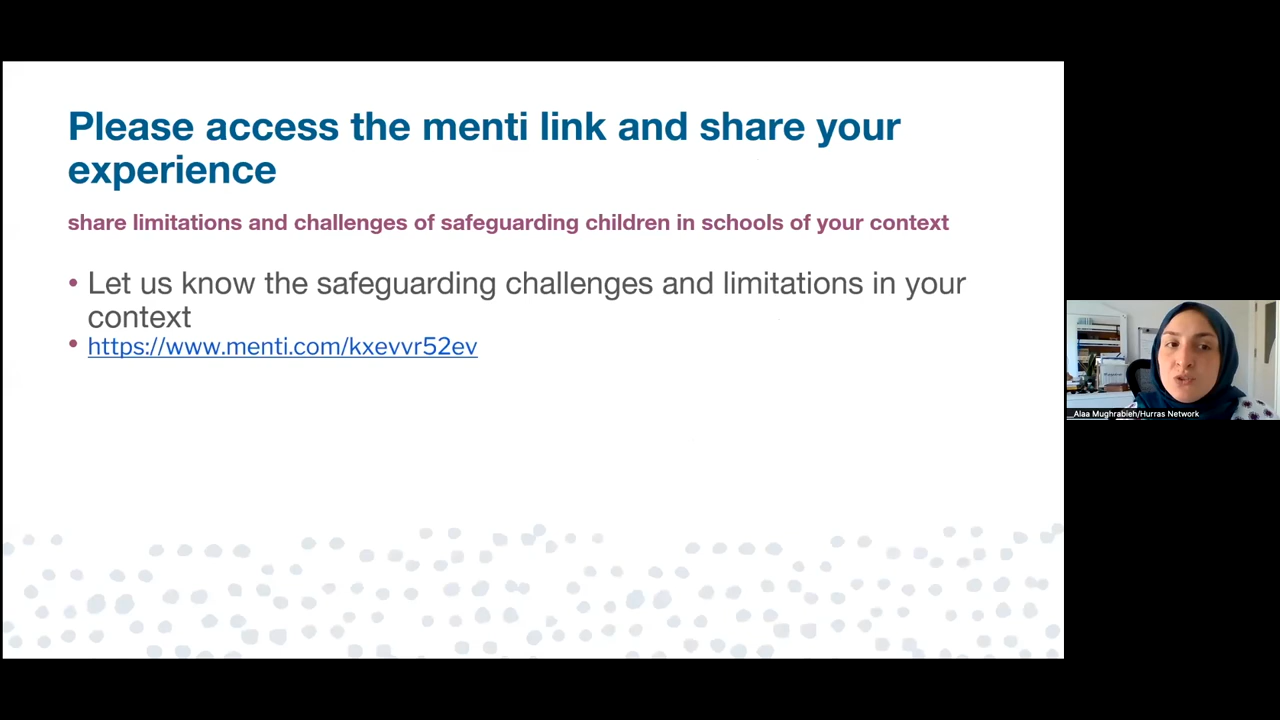 Please access the menti link and share your
experience
share limitations and challenges of safeguarding children in schools of your context
• Let us know the safeguarding challenges and limitations in your
context
• https://www.menti.com/kxevvr52ev
Alaa Mughrabieh/Hurras Network